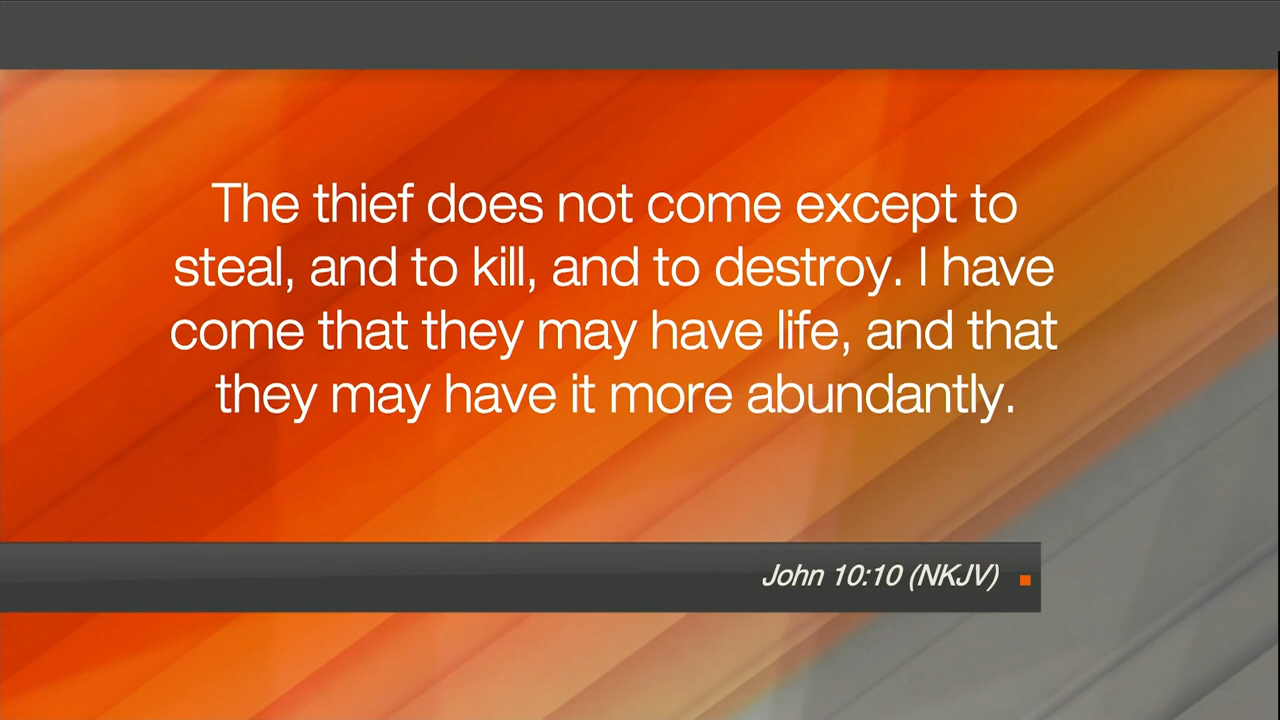 The thief does not come except to
steal, and to kill, and to destroy. I have
come that they may have life, and that
they may have it more abundantly.
John 10:10 (NKJV)